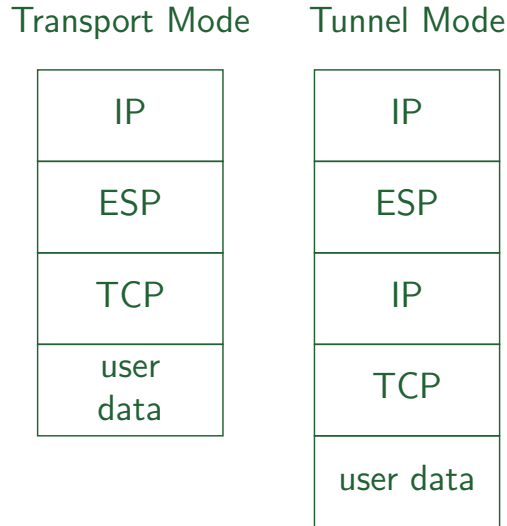 Transport Mode
IP
ESP
TCP
user
data
Tunnel Mode
IP
ESP
IP
TCP
user data